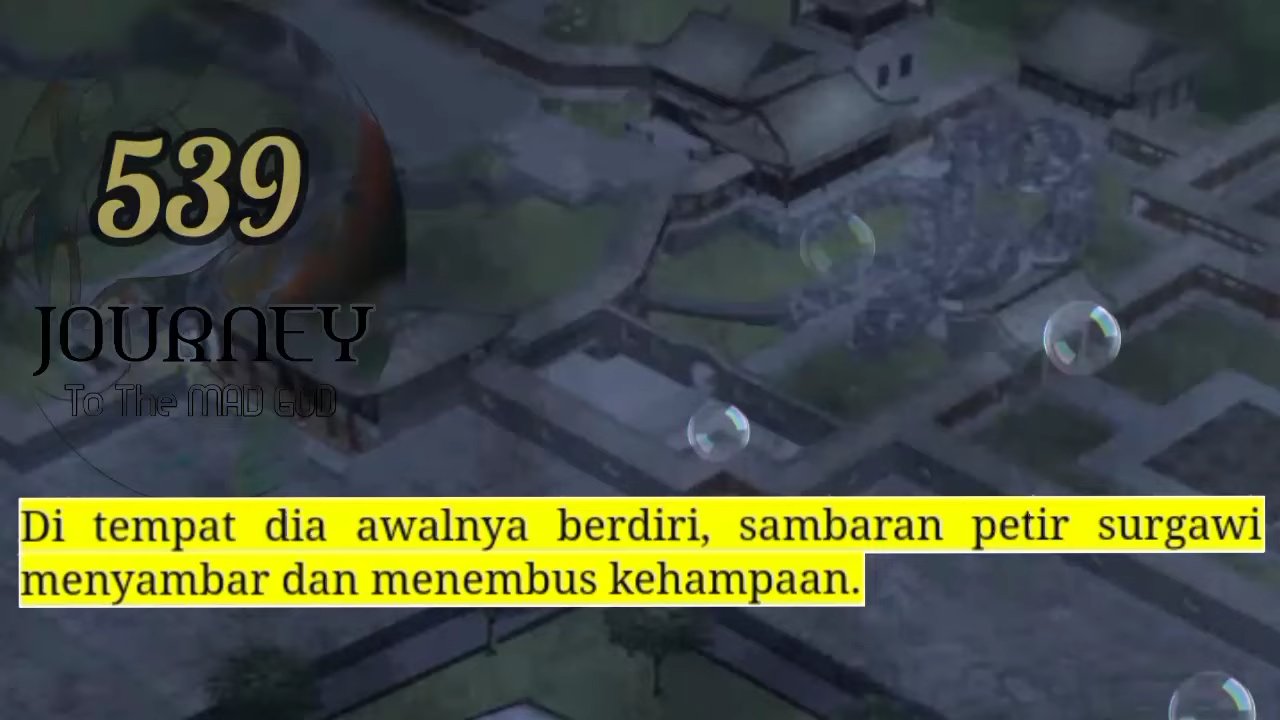 539
JOURNEY
To The MAD GOD
Di tempat dia awalnya berdiri, sambaran petir surgawi
menyambar dan menembus kehampaan.